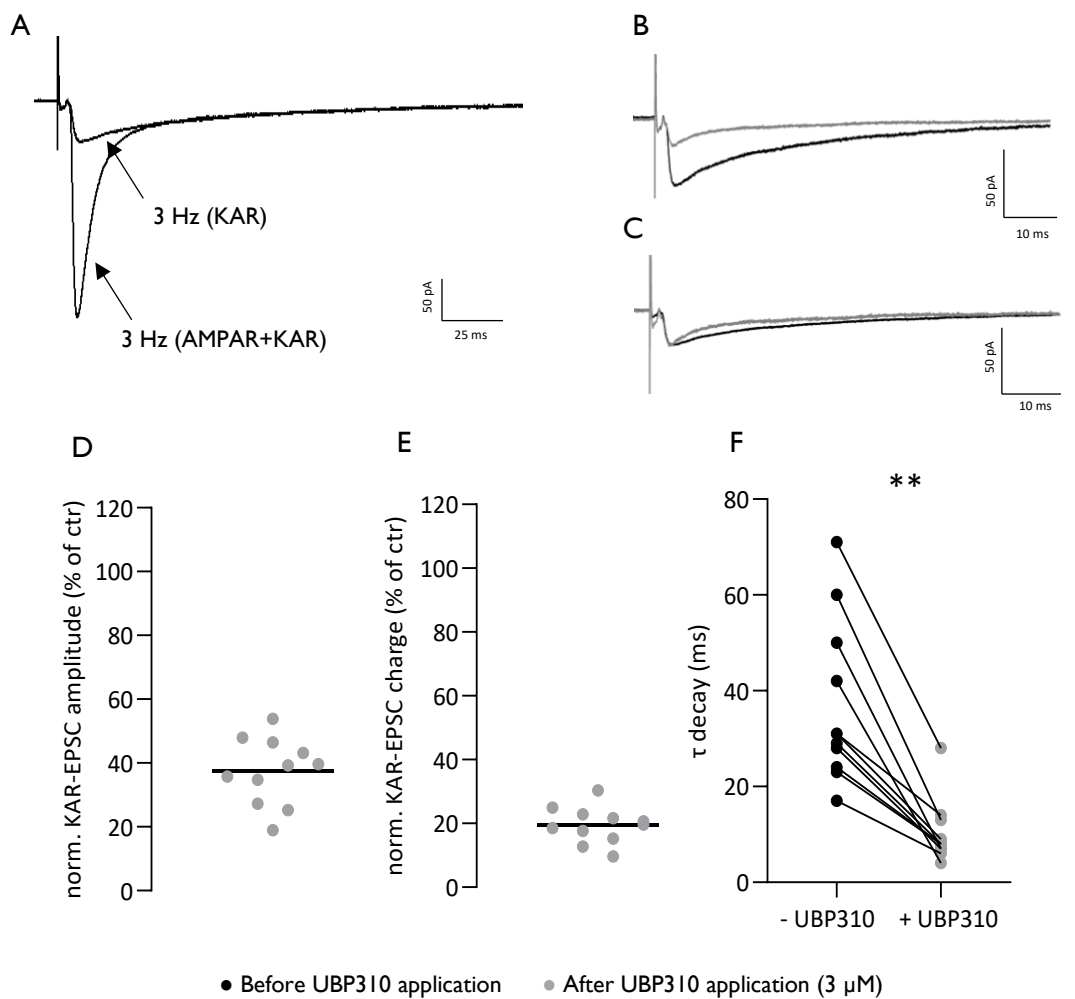 A
3 Hz (KAR)
3 Hz (AMPAR+KAR)
50 pA
25 ms
B
50 pA
10 ms
C
50 pA
10 ms
D
norm. KAR-EPSC amplitude (% of ctr)
120
100
80
60
40
20
0
E
norm. KAR-EPSC charge (% of ctr)
120
100
80
60
40
20
0
F
**
τ decay (ms)
80
60
40
20
0
- UBP310
+ UBP310
Before UBP310 application
After UBP310 application (3 µM)